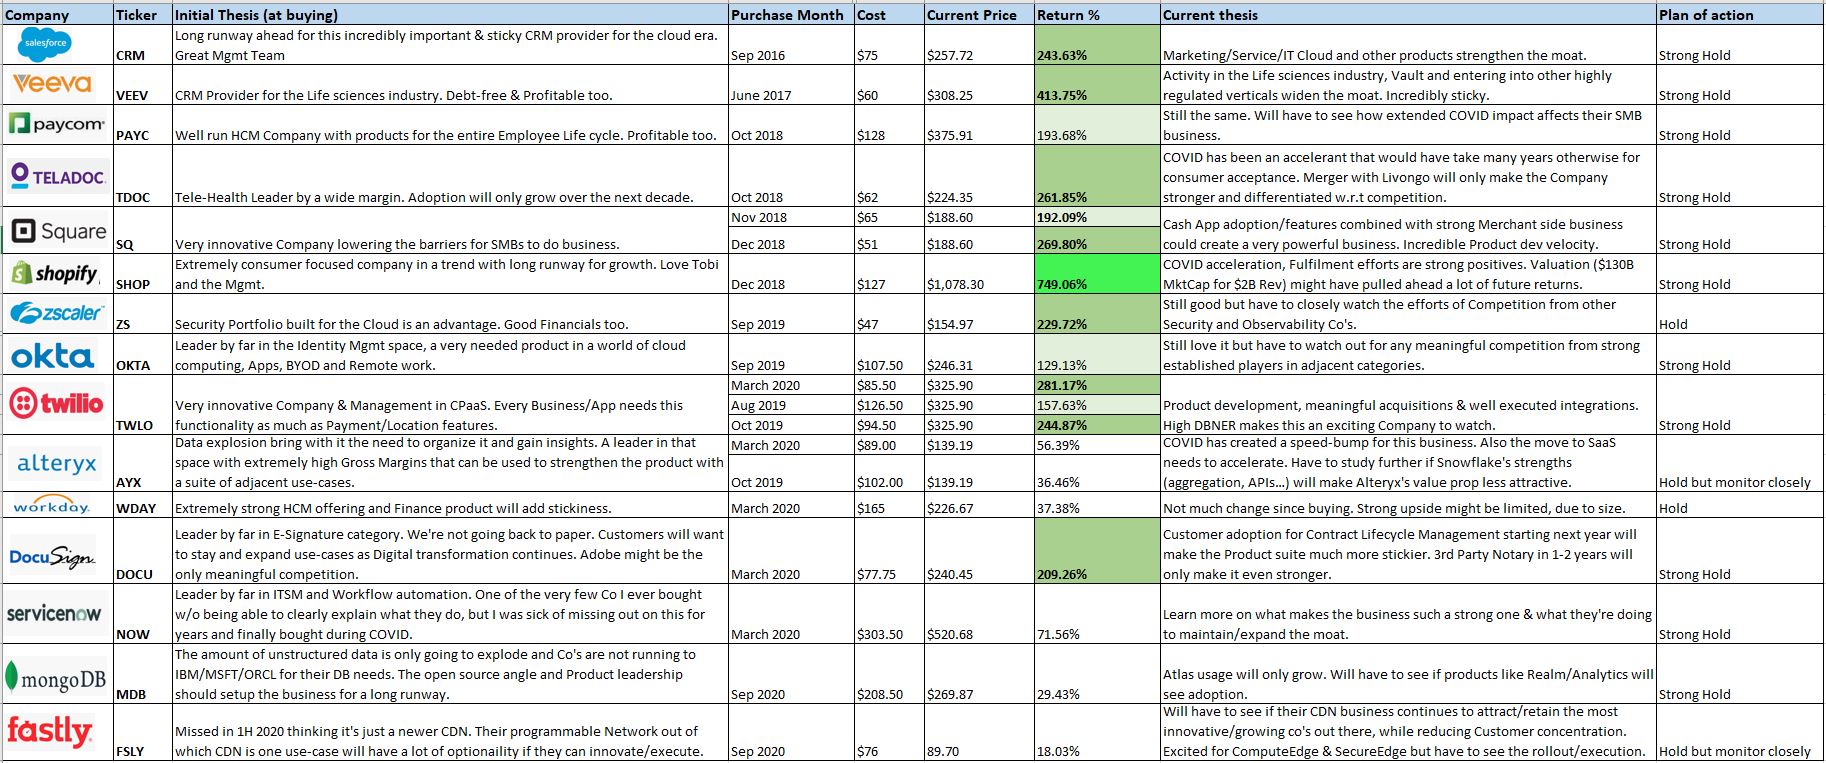 Company Ticker Initial Thesis (at buying) Purchase Month Cost Current Price Return % Current thesis Plan of action
salesforce
CRM
Long runway ahead for this incredibly important & sticky CRM provider for the cloud era.
Great Mgmt Team
Sep 2016 $75 $257.72 243.63%
Marketing/Service/IT Cloud and other products strengthen the moat.
Strong Hold
Veeva
VEEV
CRM Provider for the Life sciences industry. Debt-free & Profitable too.
June 2017 $60 $308.25 413.75%
Activity in the Life sciences industry, Vault and entering into other highly
regulated verticals widen the moat. Incredibly sticky.
Strong Hold
paycom
PAYC
Well run HCM Company with products for the entire Employee Life cycle. Profitable too.
Oct 2018 $128 $375.91 193.68%
Still the same. Will have to see how extended COVID impact affects their SMB
business.
Strong Hold
TELADOC
TDOC
Tele-Health Leader by a wide margin. Adoption will only grow over the next decade.
Oct 2018 $62 $224.35 261.85%
COVID has been an accelerant that would have take many years otherwise for
consumer acceptance. Merger with Livongo will only make the Company
stronger and differentiated w.r.t competition.
Strong Hold
Square
SQ
Very innovative Company lowering the barriers for SMBs to do business.
Nov 2018 $65 $188.60 192.09%
Dec 2018 $51 $188.60 269.80%
Cash App adoption/features combined with strong Merchant side business
could create a very powerful business. Incredible Product dev velocity.
Strong Hold
shopify
SHOP
Extremely consumer focused company in a trend with long runway for growth. Love Tobi
and the Mgmt.
Dec 2018 $127 $1,078.30 749.06%
COVID acceleration, Fulfilment efforts are strong positives. Valuation ($130B
MktCap for $2B Rev) might have pulled ahead a lot of future returns.
Strong Hold
zscaler
ZS
Security Portfolio built for the Cloud is an advantage. Good Financials too.
Sep 2019 $47 $154.97 229.72%
Still good but have to closely watch the efforts of Competition from other
Security and Observability Co's.
Hold
okta
OKTA
Leader by far in the Identity Mgmt space, a very needed product in a world of cloud
computing, Apps, BYOD and Remote work.
Sep 2019 $107.50 $246.31 129.13%
Still love it but have to watch out for any meaningful competition from strong
established players in adjacent categories.
Strong Hold
twilio
TWLO
Very innovative Company & Management in CPaaS. Every Business/App needs this
functionality as much as Payment/Location features.
March 2020 $85.50 $325.90 281.17%
Aug 2019 $126.50 $325.90 157.63%
Oct 2019 $94.50 $325.90 244.87%
Product development, meaningful acquisitions & well executed integrations.
High DBNER makes this an exciting Company to watch.
Strong Hold
alteryx
AYX
Data explosion bring with it the need to organize it and gain insights. A leader in that
space with extremely high Gross Margins that can be used to strengthen the product with
a suite of adjacent use-cases.
March 2020 $89.00 $139.19 56.39%
Oct 2019 $102.00 $139.19 36.46%
COVID has created a speed-bump for this business. Also the move to SaaS
needs to accelerate. Have to study further if Snowflake's strengths
(aggregation, APIs...) will make Alteryx's value prop less attractive.
Hold but monitor closely
workday.
WDAY
Extremely strong HCM offering and Finance product will add stickiness.
March 2020 $165 $226.67 37.38%
Not much change since buying. Strong upside might be limited, due to size.
Hold
DocuSign
DOCU
Leader by far in E-Signature category. We're not going back to paper. Customers will want
to stay and expand use-cases as Digital transformation continues. Adobe might be the
only meaningful competition.
March 2020 $77.75 $240.45 209.26%
Customer adoption for Contract Lifecycle Management starting next year will
make the Product suite much more stickier. 3rd Party Notary in 1-2 years will
only make it even stronger.
Strong Hold
servicenow
NOW
Leader by far in ITSM and Workflow automation. One of the very few Co I ever bought
w/o being able to clearly explain what they do, but I was sick of missing out on this for
years and finally bought during COVID.
March 2020 $303.50 $520.68 71.56%
Learn more on what makes the business such a strong one & what they're doing
to maintain/expand the moat.
Strong Hold
mongoDB
MDB
The amount of unstructured data is only going to explode and Co's are not running to
IBM/MSFT/ORCL for their DB needs. The open source angle and Product leadership
should setup the business for a long runway.
Sep 2020 $208.50 $269.87 29.43%
Atlas usage will only grow. Will have to see if products like Realm/Analytics will
see adoption.
Strong Hold
fastly
FSLY
Missed in 1H 2020 thinking it's just a newer CDN. Their programmable Network out of
which CDN is one use-case will have a lot of optionaility if they can innovate/execute.
Sep 2020 $76 89.70 18.03%
Will have to see if their CDN business continues to attract/retain the most
innovative/growing co's out there, while reducing Customer concentration.
Excited for ComputeEdge & SecureEdge but have to see the rollout/execution.
Hold but monitor closely